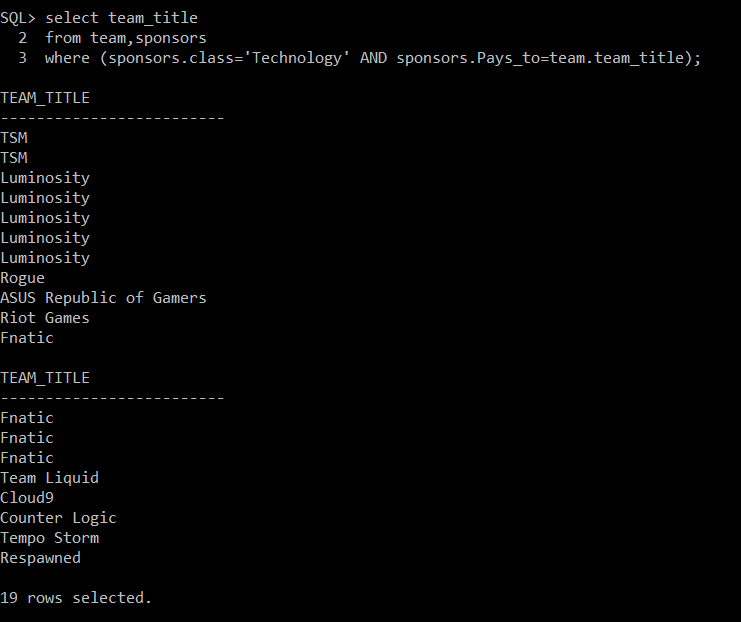 SQL> select team_title
  2  from team,sponsors
  3  where (sponsors.class='Technology' AND sponsors.Pays_to=team.team_title);
TEAM_TITLE
-------------------------
TSM
TSM
Luminosity
Luminosity
Luminosity
Luminosity
Luminosity
Rogue
ASUS Republic of Gamers
Riot Games
Fnatic
TEAM_TITLE
-------------------------
Fnatic
Fnatic
Fnatic
Team Liquid
Cloud9
Counter Logic
Tempo Storm
Respawned
19 rows selected.